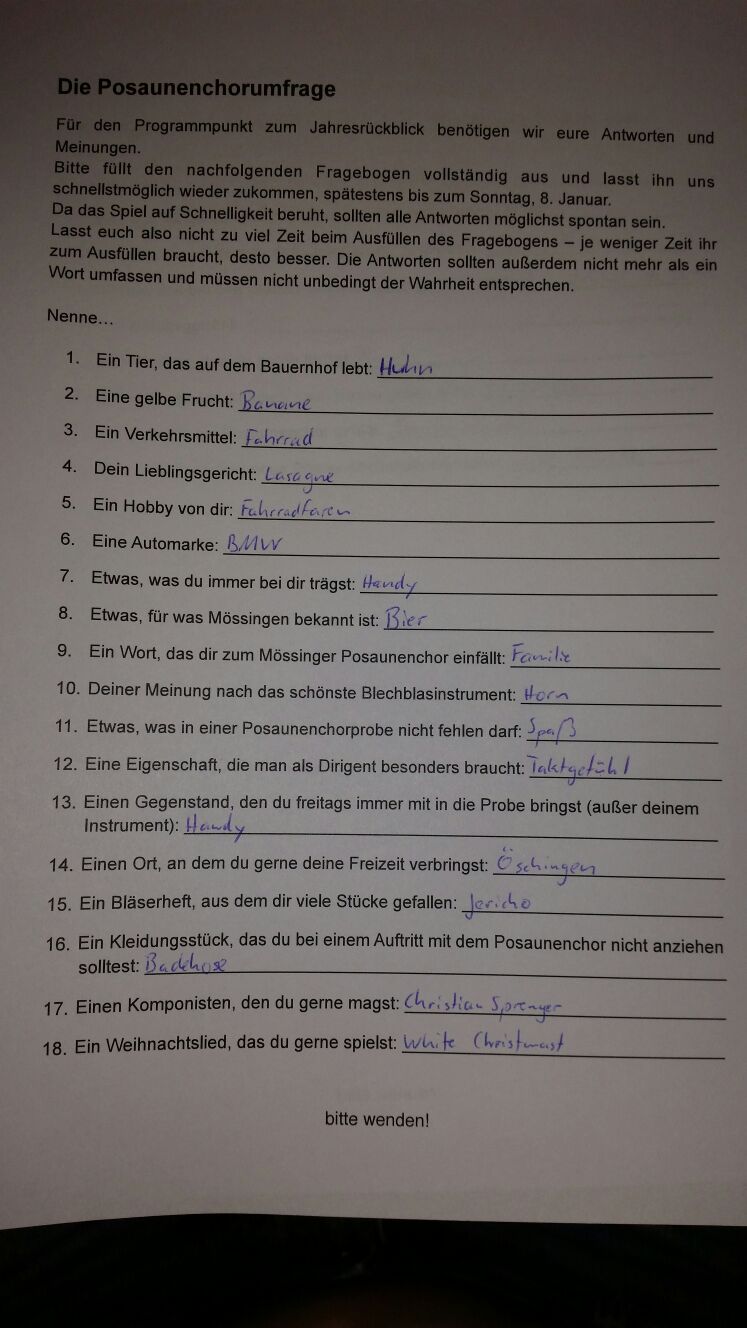 Die Posaunenchorumfrage
Für den Programmpunkt zum Jahresrückblick benötigen wir eure Antworten und
Meinungen.
Bitte füllt den nachfolgenden Fragebogen vollständig aus und lasst ihn uns
schnellstmöglich wieder zukommen, spätestens bis zum Sonntag, 8. Januar.
Da das Spiel auf Schnelligkeit beruht, sollten alle Antworten möglichst spontan sein.
Lasst euch also nicht zu viel Zeit beim Ausfüllen des Fragebogens – je weniger Zeit ihr
zum Ausfüllen braucht, desto besser. Die Antworten sollten außerdem nicht mehr als ein
Wort umfassen und müssen nicht unbedingt der Wahrheit entsprechen.
Nenne…
1. Ein Tier, das auf dem Bauernhof lebt: Huhn
2. Eine gelbe Frucht: Banane
3. Ein Verkehrsmittel: Fahrrad
4. Dein Lieblingsgericht: Lasagne
5. Ein Hobby von dir: Fahrradfaren
6. Eine Automarke: BMW
7. Etwas, was du immer bei dir trägst: Handy
8. Etwas, für was Mössingen bekannt ist: Bier
9. Ein Wort, das dir zum Mössinger Posaunenchor einfällt: Familie
10. Deiner Meinung nach das schönste Blechblasinstrument: Horn
11. Etwas, was in einer Posaunenchorprobe nicht fehlen darf: Spaß
12. Eine Eigenschaft, die man als Dirigent besonders braucht: Taktgefühl
13. Einen Gegenstand, den du freitags immer mit in die Probe bringst (außer deinem
Instrument): Handy
14. Einen Ort, an dem du gerne deine Freizeit verbringst: Öschingen
15. Ein Bläserheft, aus dem dir viele Stücke gefallen: Jericho
16. Ein Kleidungsstück, das du bei einem Auftritt mit dem Posaunenchor nicht anziehen
solltest: Badehose
17. Einen Komponisten, den du gerne magst: Christian Sprenger
18. Ein Weihnachtslied, das du gerne spielst: White Christmast
bitte wenden!